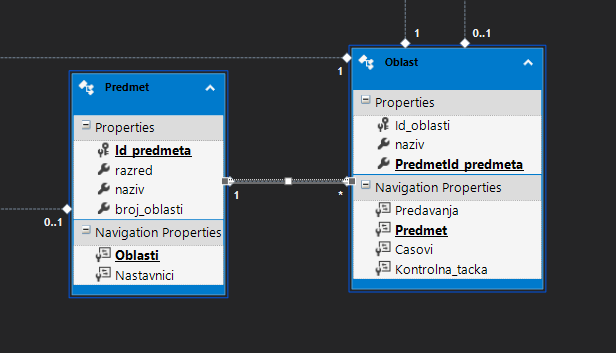 1
0..1
Oblast
1
Properties
Id_oblasti
naziv
PredmetId_predmeta
Navigation Properties
Predavanja
Predmet
Casovi
Kontrolna_tacka
Predmet
Properties
Id_predmeta
razred
naziv
broj_oblasti
Navigation Properties
Oblasti
Nastavnici
1
*
0..1